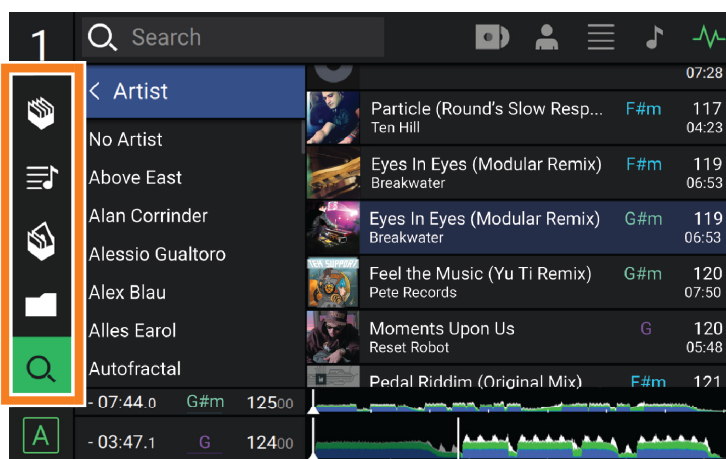 1
Search
07:28
< Artist
Particle (Round's Slow Resp...
F#m
117
Ten Hill
04:23
No Artist
Eyes In Eyes (Modular Remix)
F#m
119
Above East
Breakwater
06:53
Alan Corrinder
Eyes In Eyes (Modular Remix)
G#m
119
Breakwater
06:53
Alessio Gualtoro
Feel the Music (Yu Ti Remix)
G#m
120
Alex Blau
Pete Records
07:50
Alles Earol
Moments Upon Us
G
120
Reset Robot
05:48
Autofractal
Pedal Riddim (Original Mix)
F#m
121
- 07:44.0
G#m
12500
A
- 03:47.1
G
12400